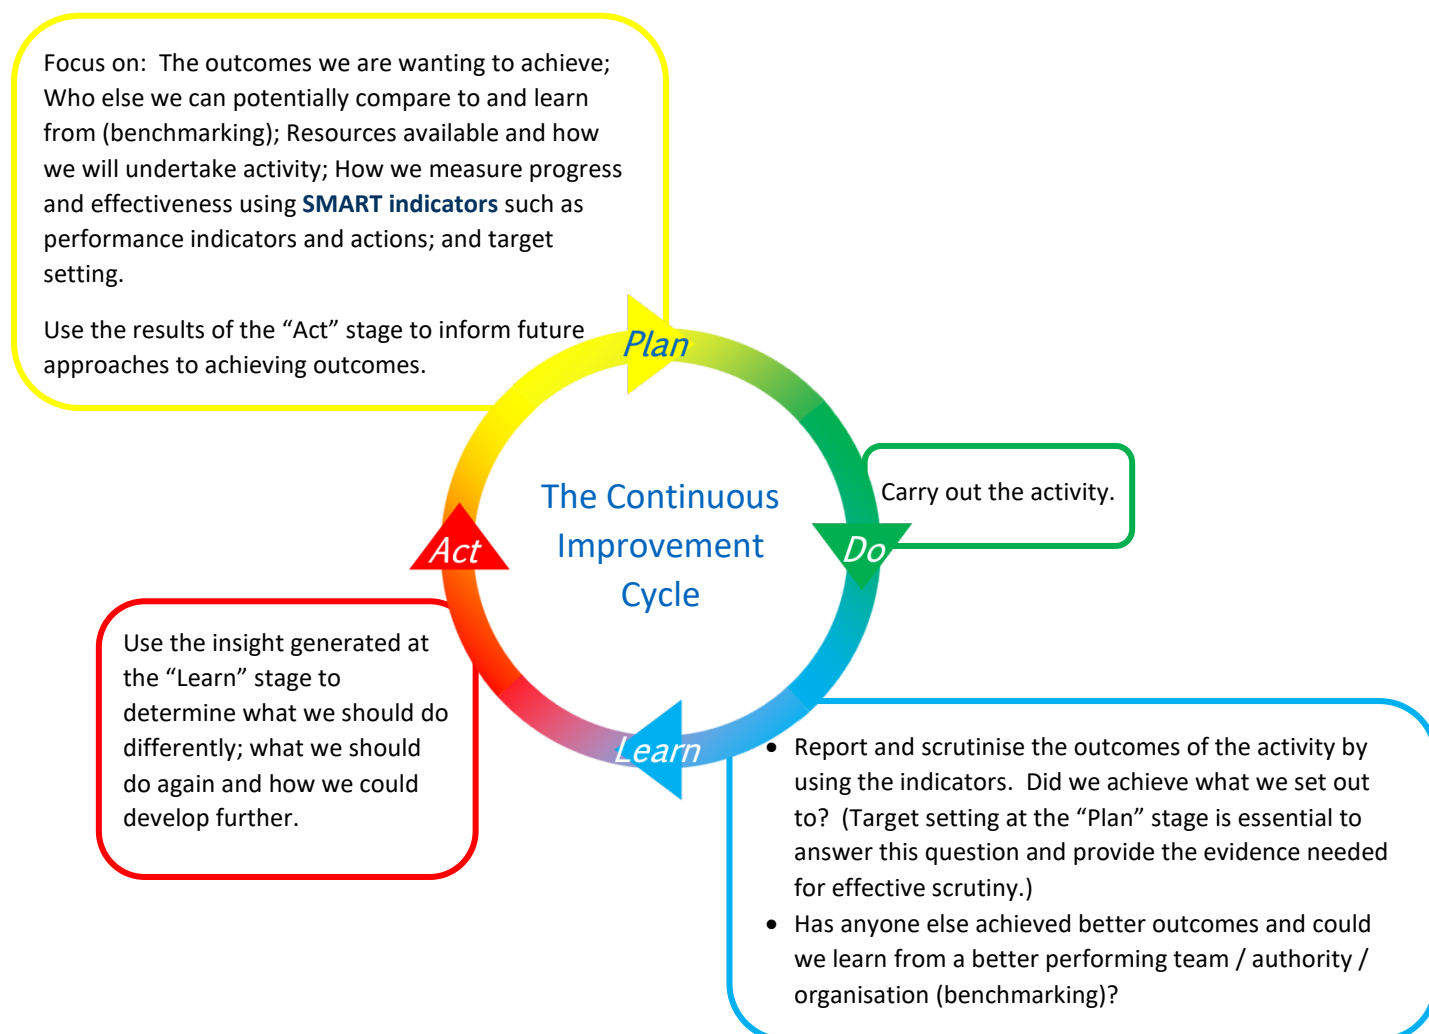 Focus on:  The outcomes we are wanting to achieve;
Who else we can potentially compare to and learn
from (benchmarking); Resources available and how
we will undertake activity; How we measure progress
and effectiveness using SMART indicators such as
performance indicators and actions; and target
setting.
Use the results of the “Act” stage to inform future
approaches to achieving outcomes.
Plan
Carry out the activity.
Do
The Continuous
Improvement
Cycle
Act
Use the insight generated at
the “Learn” stage to
determine what we should do
differently; what we should
do again and how we could
develop further.
Learn
• Report and scrutinise the outcomes of the activity by
using the indicators.  Did we achieve what we set out
to?  (Target setting at the “Plan” stage is essential to
answer this question and provide the evidence needed
for effective scrutiny.)
• Has anyone else achieved better outcomes and could
we learn from a better performing team / authority /
organisation (benchmarking)?